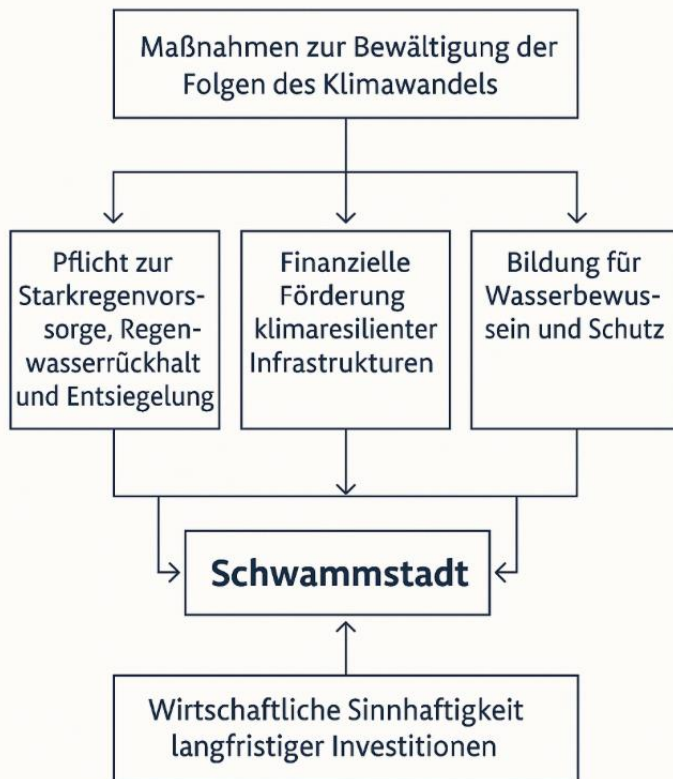 Maßnahmen zur Bewältigung der
Folgen des Klimawandels
Pflicht zur
Starkregenvors-
sorge, Regen-
wasserrückhalt
und Entsiegelung
Finanzielle
Förderung
klimaresilienter
Infrastrukturen
Bildung für
Wasserbewus-
sein und Schutz
Schwammstadt
Wirtschaftliche Sinnhaftigkeit
langfristiger Investitionen